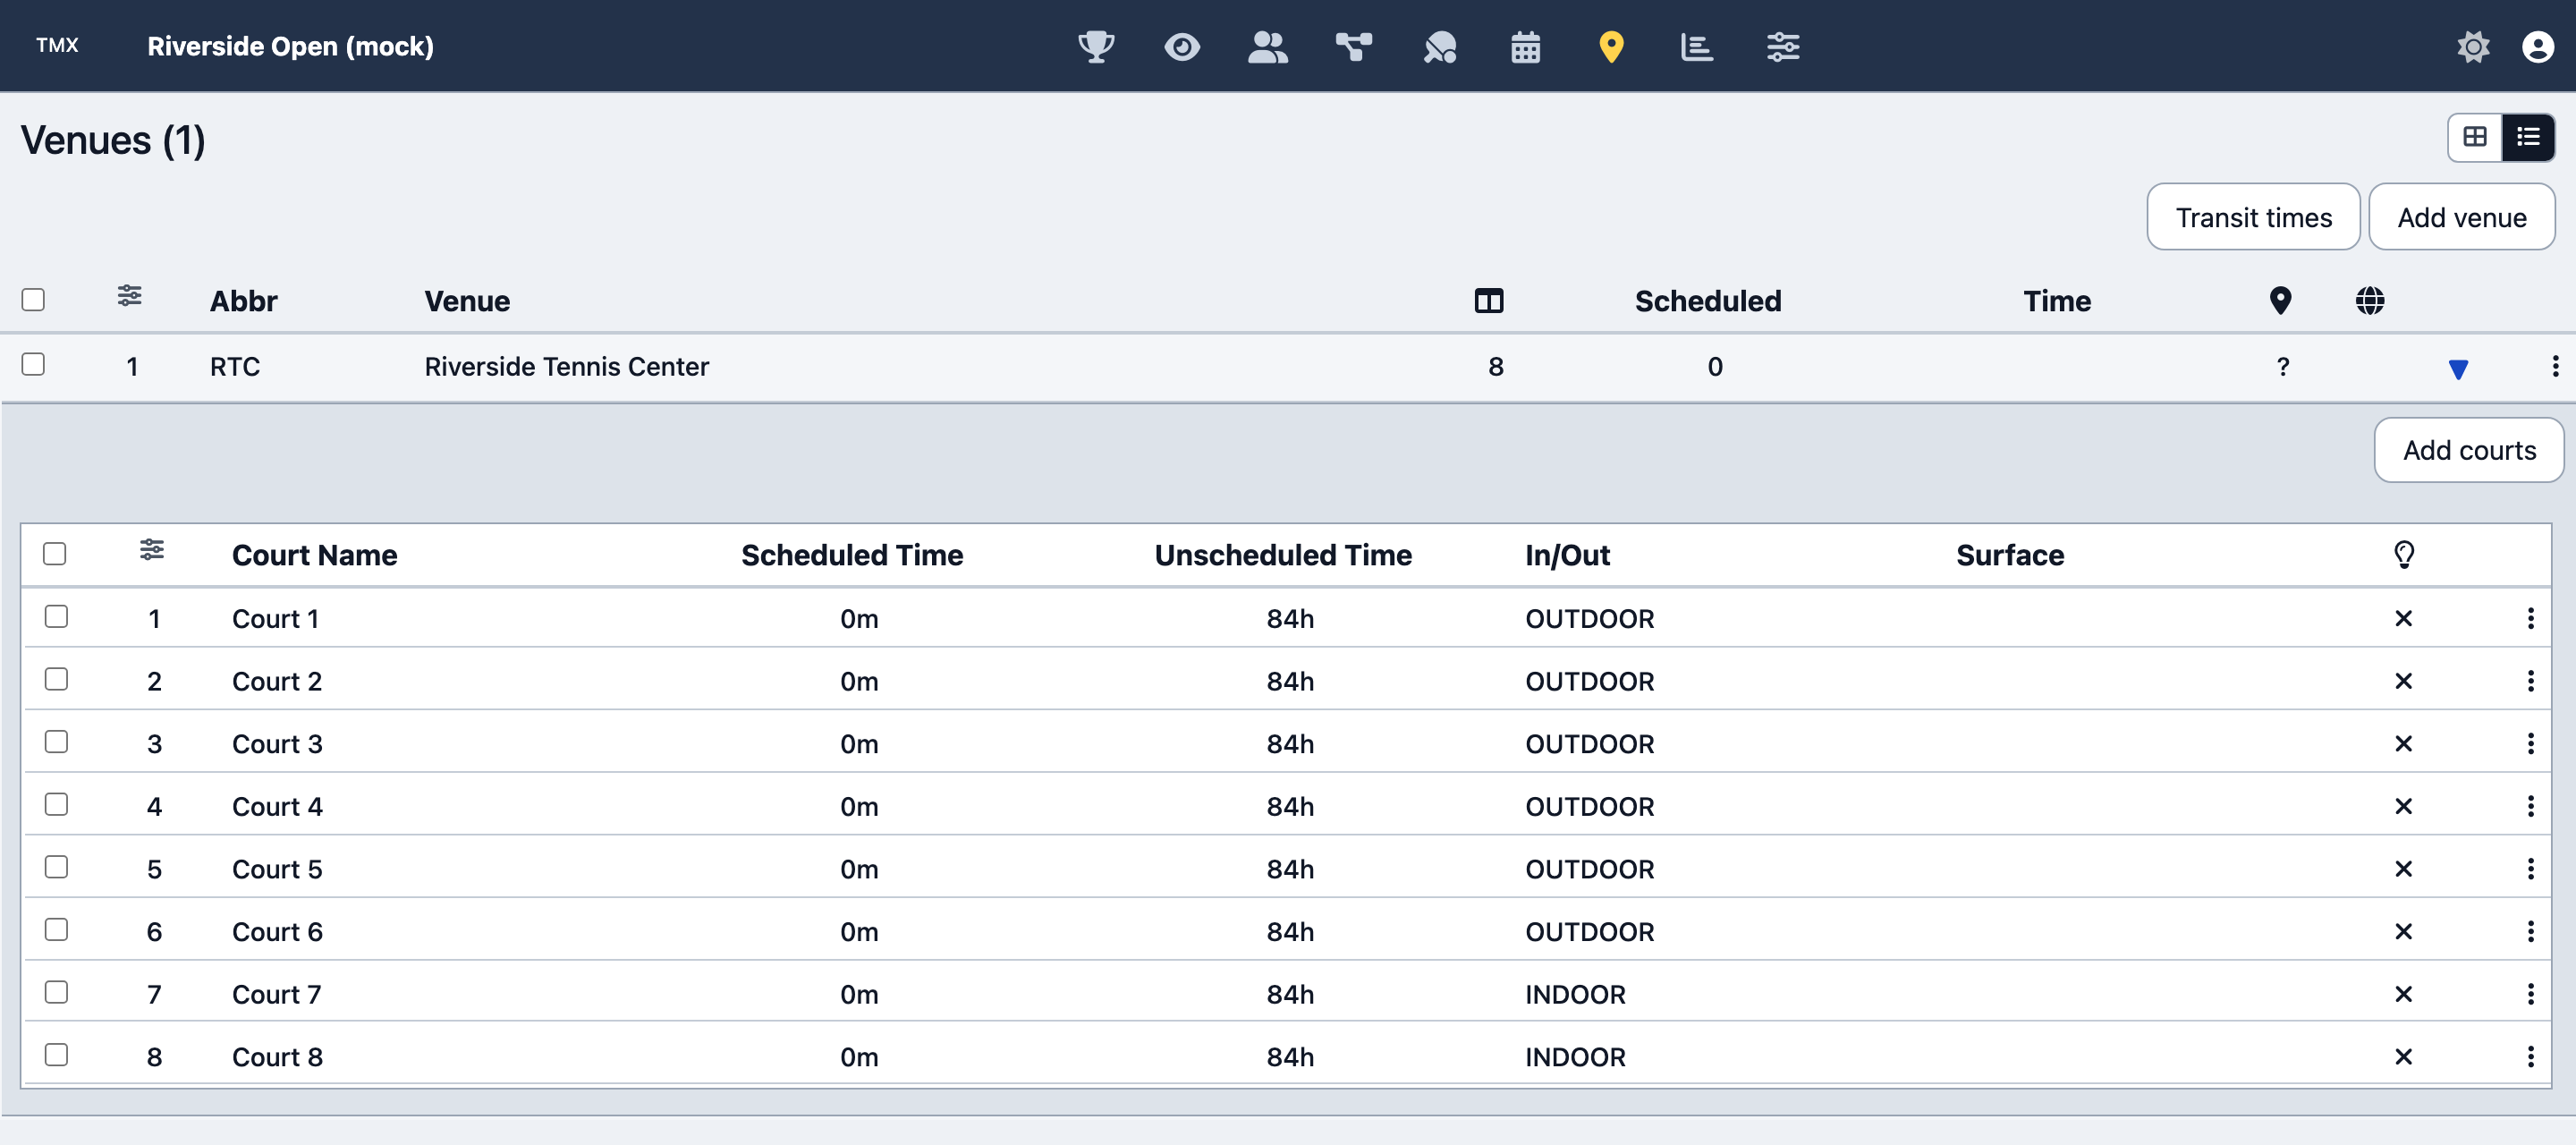 TMX Riverside Open (mock)
Venues (1)
Transit times Add venue
Abbr Venue Scheduled Time
1 RTC Riverside Tennis Center 8 0 ?
Add courts
Court Name Scheduled Time Unscheduled Time In/Out Surface
1 Court 1 0m 84h OUTDOOR
2 Court 2 0m 84h OUTDOOR
3 Court 3 0m 84h OUTDOOR
4 Court 4 0m 84h OUTDOOR
5 Court 5 0m 84h OUTDOOR
6 Court 6 0m 84h OUTDOOR
7 Court 7 0m 84h INDOOR
8 Court 8 0m 84h INDOOR